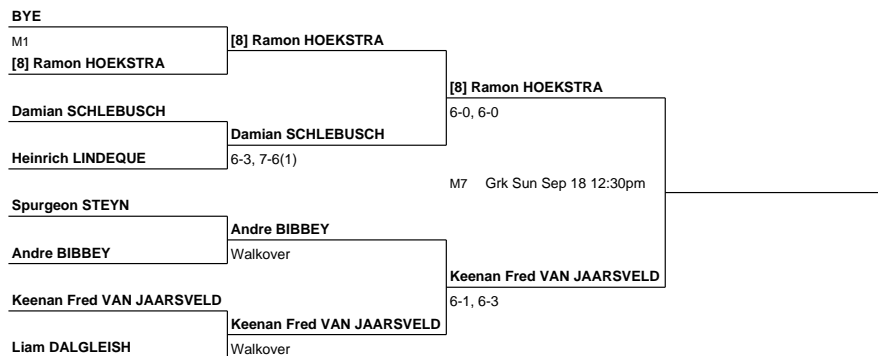 BYE
M1
[8] Ramon HOEKSTRA
[8] Ramon HOEKSTRA
[8] Ramon HOEKSTRA
6-0, 6-0
Damian SCHLEBUSCH
Damian SCHLEBUSCH
Heinrich LINDEQUE
6-3, 7-6(1)
M7 Grk Sun Sep 18 12:30pm
Spurgeon STEYN
Andre BIBBEY
Andre BIBBEY
Walkover
Keenan Fred VAN JAARSVELD
6-1, 6-3
Keenan Fred VAN JAARSVELD
Keenan Fred VAN JAARSVELD
Liam DALGLEISH
Walkover